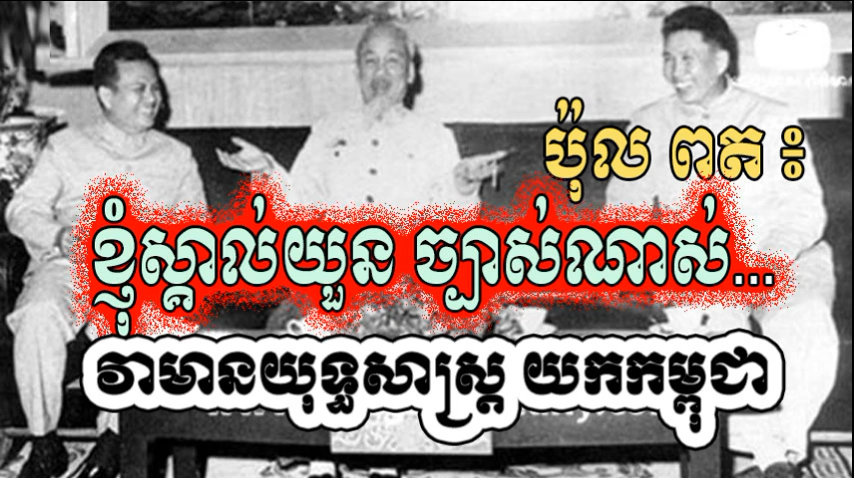 ប៉ុល ពត ៖
ខ្ញុំស្គាល់យួន ច្បាស់ណាស់...
វាមានយុទ្ធសាស្ត្រ យកកម្ពុជា